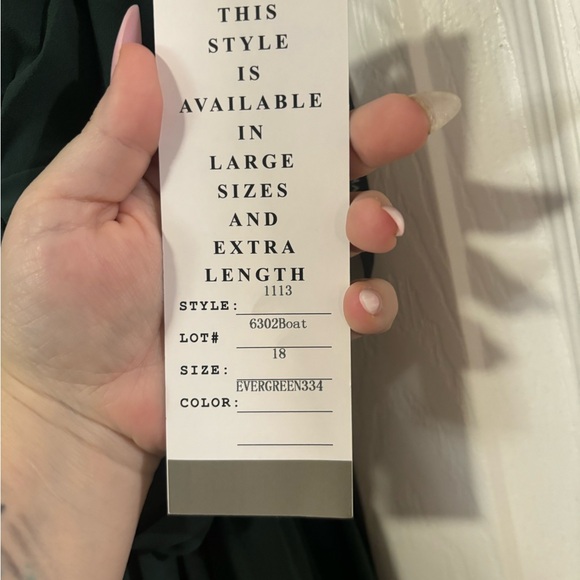 THIS
STYLE
IS
AVAILABLE
IN
LARGE
SIZES
AND
EXTRA
LENGTH
1113
STYLE:
6302Boat
LOT#
18
SIZE:
EVERGREEN334
COLOR: